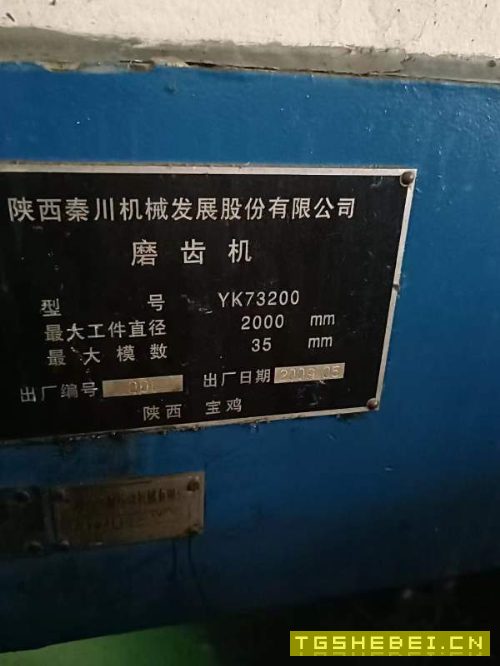 陕西秦川机械发展股份有限公司
磨齿机
型号 YK73200
最大工件直径 2000 mm
最大模数 35 mm
出厂编号 出厂日期
陕西 宝鸡
TGSHEBEI.CN